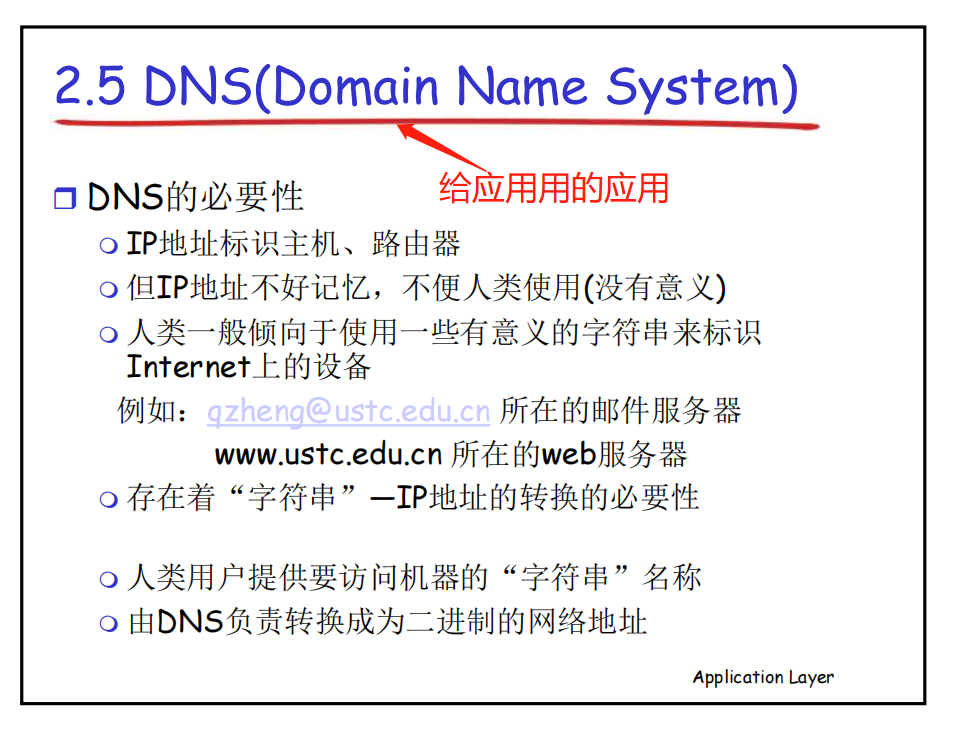 2.5 DNS(Domain Name System)
给应用用的应用
DNS的必要性
IP地址标识主机、路由器
但IP地址不好记忆，不便人类使用(没有意义)
人类一般倾向于使用一些有意义的字符串来标识
Internet上的设备
例如：qzheng@ustc.edu.cn 所在的邮件服务器
www.ustc.edu.cn 所在的web服务器
存在着“字符串”—IP地址的转换的必要性
人类用户提供要访问机器的“字符串”名称
由DNS负责转换成为二进制的网络地址
Application Layer